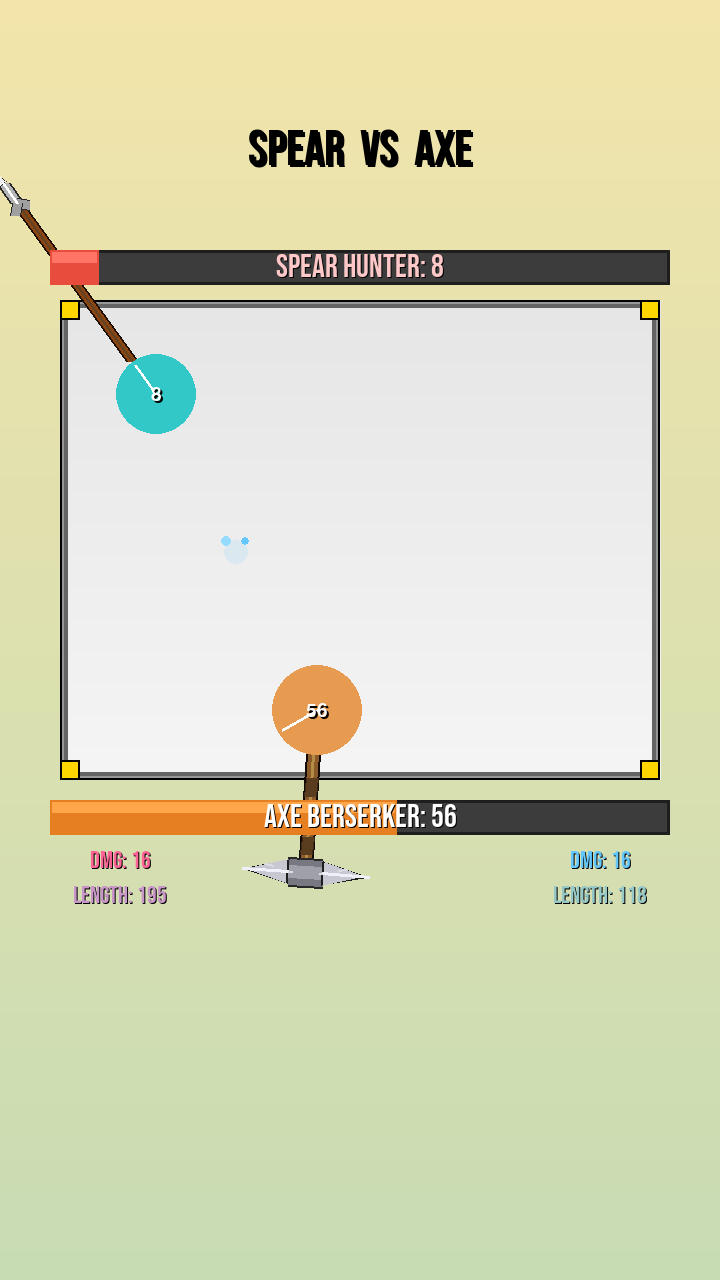 SPEAR VS AXE
SPEAR HUNTER: 8
8
56
AXE BERSERKER: 56
DMG: 16
DMG: 16
LENGTH: 195
LENGTH: 118